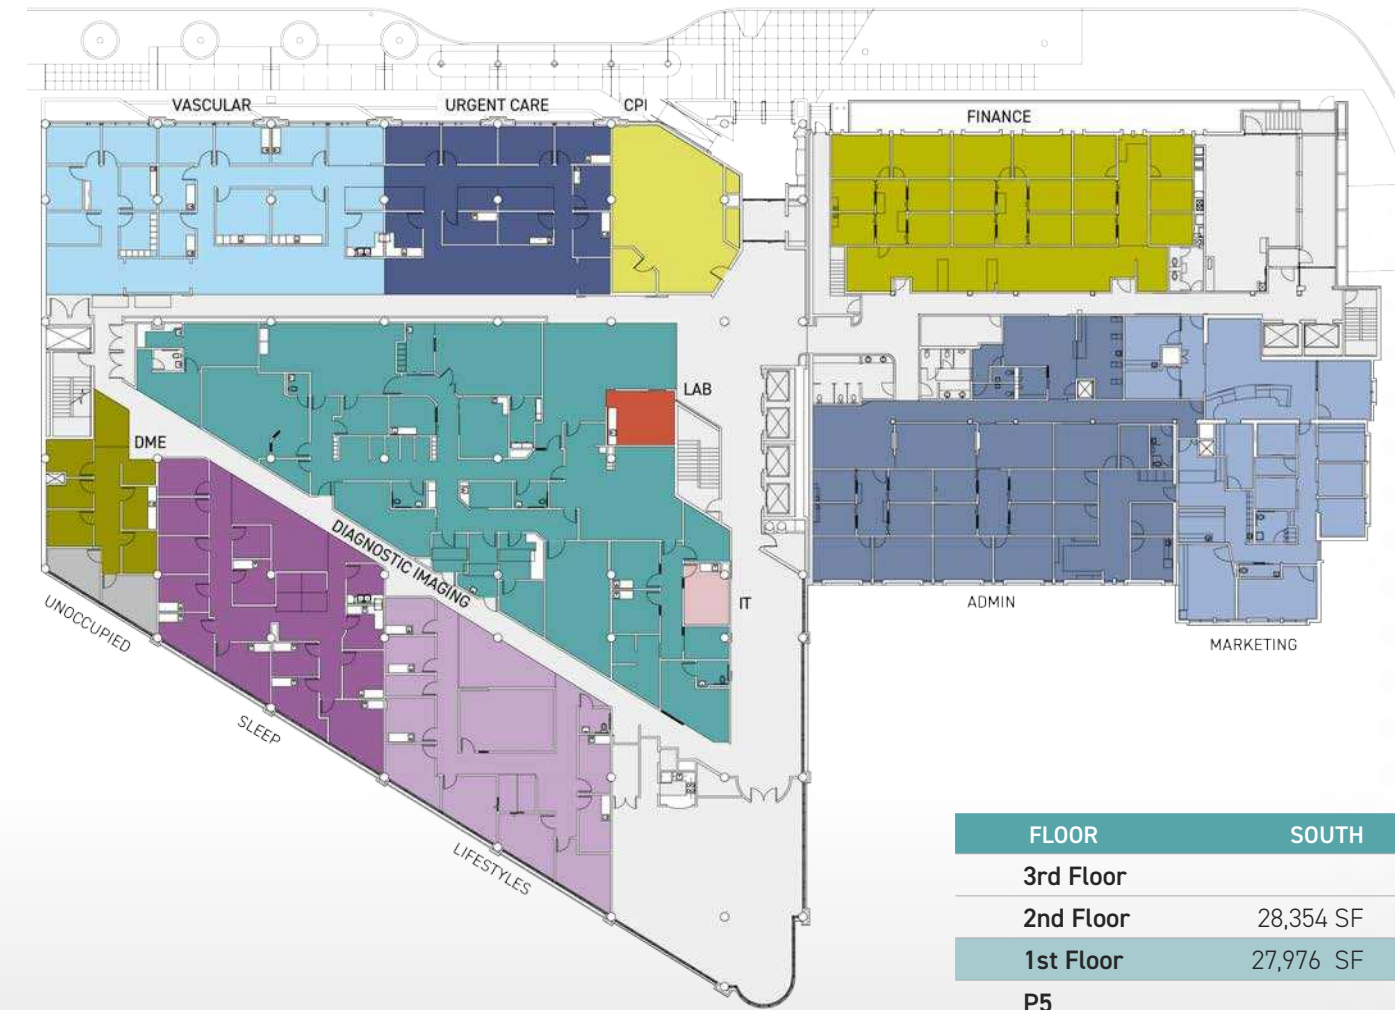 VASCULAR
URGENT CARE
CPI
FINANCE
LAB
DME
DIAGNOSTIC IMAGING
IT
UNOCCUPIED
ADMIN
MARKETING
SLEEP
LIFESTYLES
FLOOR SOUTH
3rd Floor
2nd Floor 28,354 SF
1st Floor 27,976 SF
P5